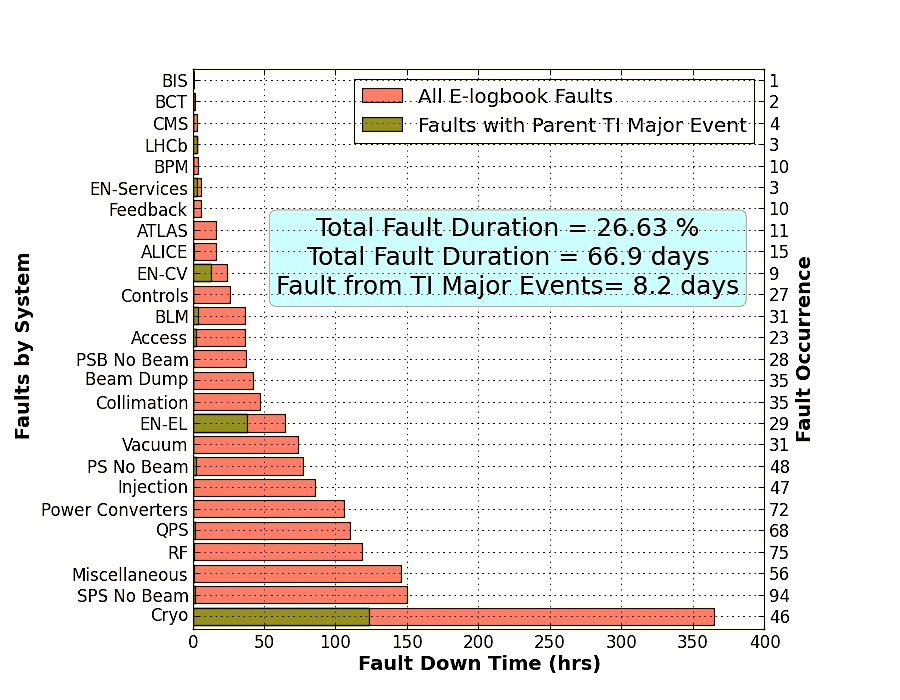 All E-logbook Faults
Faults with Parent TI Major Event
Total Fault Duration = 26.63 %
Total Fault Duration = 66.9 days
Fault from TI Major Events= 8.2 days
Faults by System
Fault Occurrence
BIS 1
BCT 2
CMS 4
LHCb 3
BPM 10
EN-Services 3
Feedback 10
ATLAS 11
ALICE 15
EN-CV 9
Controls 27
BLM 31
Access 23
PSB No Beam 28
Beam Dump 35
Collimation 35
EN-EL 29
Vacuum 31
PS No Beam 48
Injection 47
Power Converters 72
QPS 68
RF 75
Miscellaneous 56
SPS No Beam 94
Cryo 46
0 50 100 150 200 250 300 350 400
Fault Down Time (hrs)